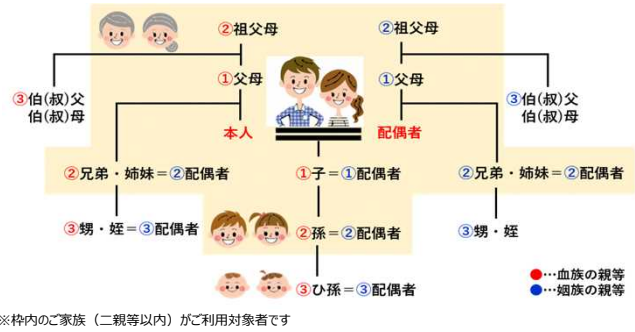 ②祖父母
②祖父母
①父母
①父母
③伯(叔)父
伯(叔)母
③伯(叔)父
伯(叔)母
本人
配偶者
②兄弟・姉妹=②配偶者
①子=①配偶者
②兄弟・姉妹=②配偶者
③甥・姪=③配偶者
②孫=②配偶者
③甥・姪
③ひ孫=③配偶者
●…血族の親等
●…姻族の親等
※枠内のご家族（二親等以内）がご利用対象者です